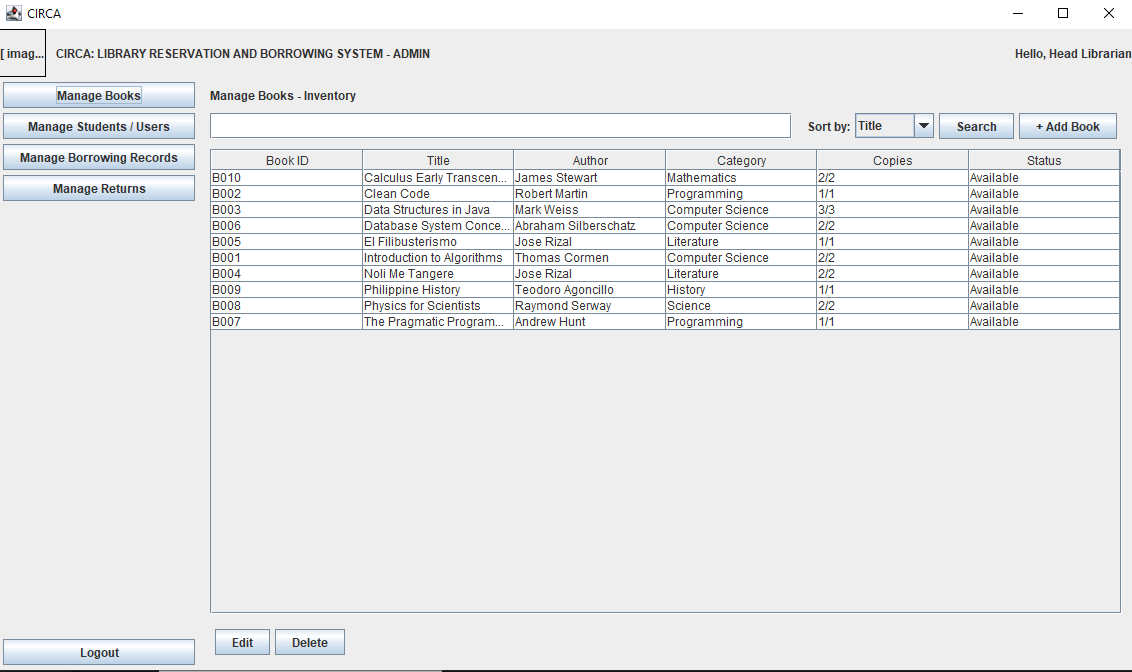 CIRCA
[ imag...
CIRCA: LIBRARY RESERVATION AND BORROWING SYSTEM - ADMIN
Hello, Head Librarian
Manage Books
Manage Students / Users
Manage Borrowing Records
Manage Returns
Manage Books - Inventory
Sort by: Title Search + Add Book
Book ID Title Author Category Copies Status
B010 Calculus Early Transcen... James Stewart Mathematics 2/2 Available
B002 Clean Code Robert Martin Programming 1/1 Available
B003 Data Structures in Java Mark Weiss Computer Science 3/3 Available
B006 Database System Conce... Abraham Silberschatz Computer Science 2/2 Available
B005 El Filibusterismo Jose Rizal Literature 1/1 Available
B001 Introduction to Algorithms Thomas Cormen Computer Science 2/2 Available
B004 Noli Me Tangere Jose Rizal Literature 2/2 Available
B009 Philippine History Teodoro Agoncillo History 1/1 Available
B008 Physics for Scientists Raymond Serway Science 2/2 Available
B007 The Pragmatic Program... Andrew Hunt Programming 1/1 Available
Edit Delete
Logout